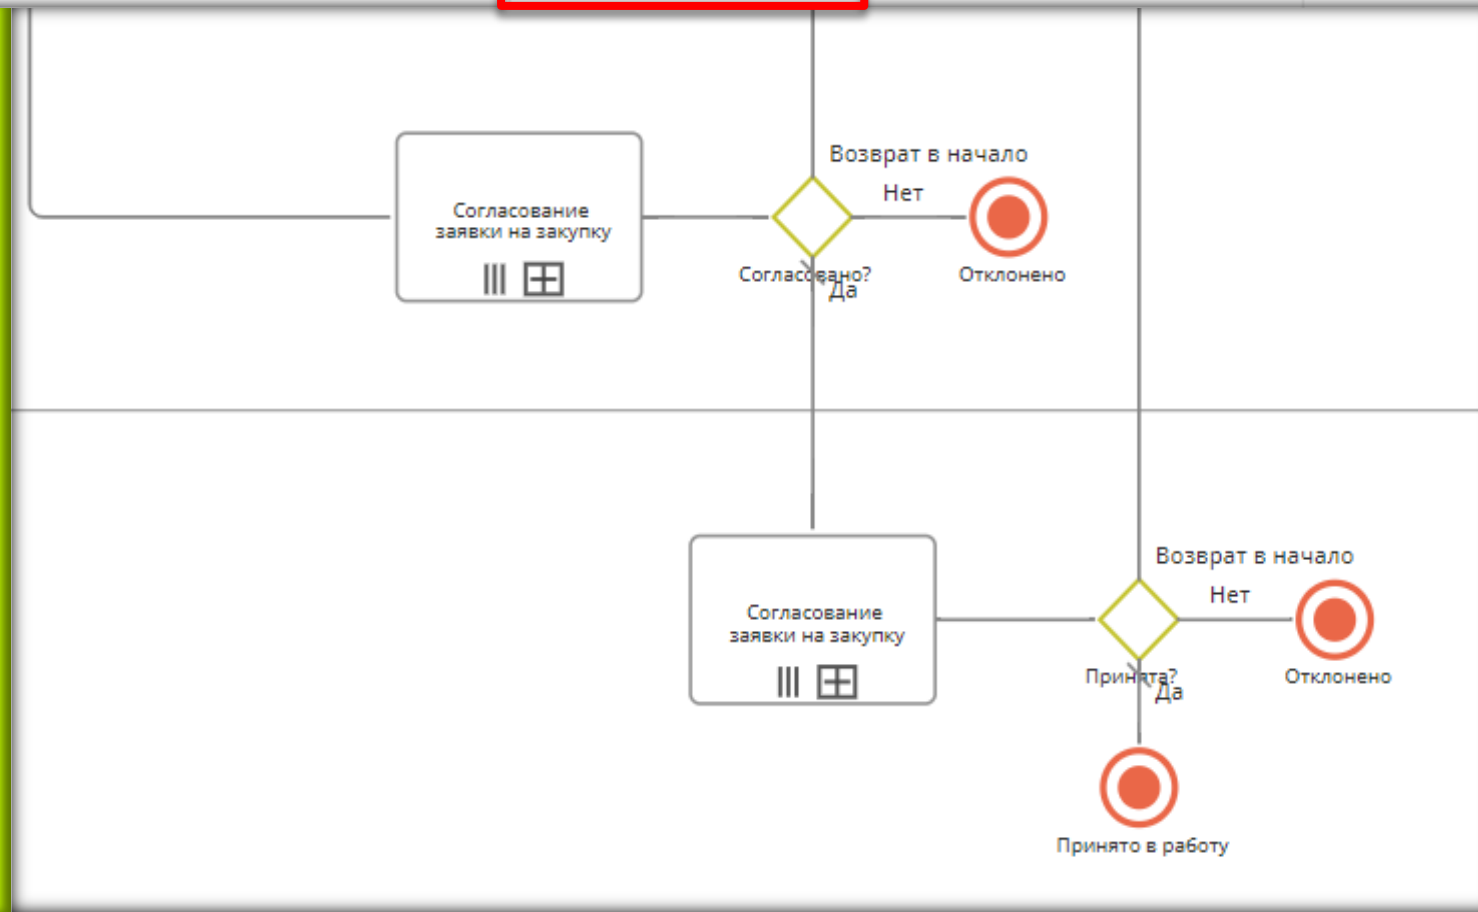 Возврат в начало
Нет
Согласование
заявки на закупку
Согласовано?
Да
Отклонено
Возврат в начало
Нет
Согласование
заявки на закупку
Принята?
Да
Отклонено
Принято в работу